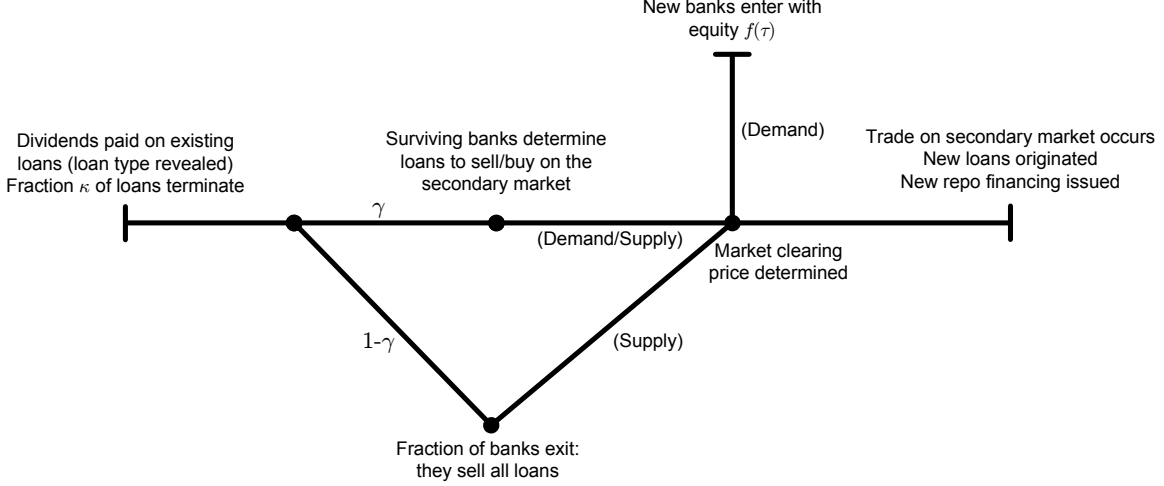 New banks enter with
equity f(τ)
(Demand)
Dividends paid on existing
loans (loan type revealed)
Fraction κ of loans terminate
Surviving banks determine
loans to sell/buy on the
secondary market
Trade on secondary market occurs
New loans originated
New repo financing issued
γ
(Demand/Supply)
Market clearing
price determined
1-γ
(Supply)
Fraction of banks exit:
they sell all loans